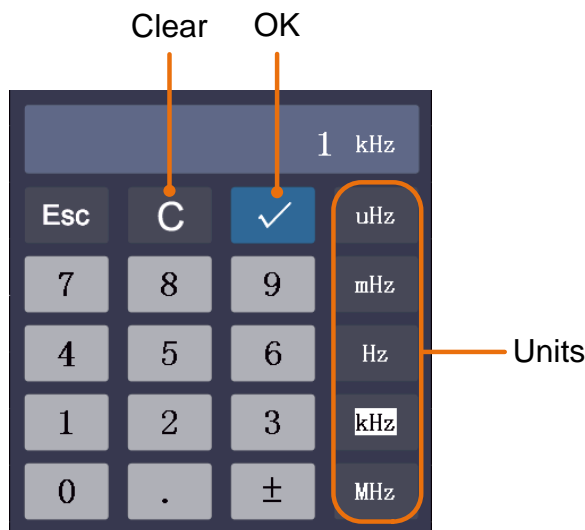 Clear OK
1 kHz
Esc C ✓ uHz
7 8 9 mHz
4 5 6 Hz
Units
1 2 3 kHz
0 . ± MHz